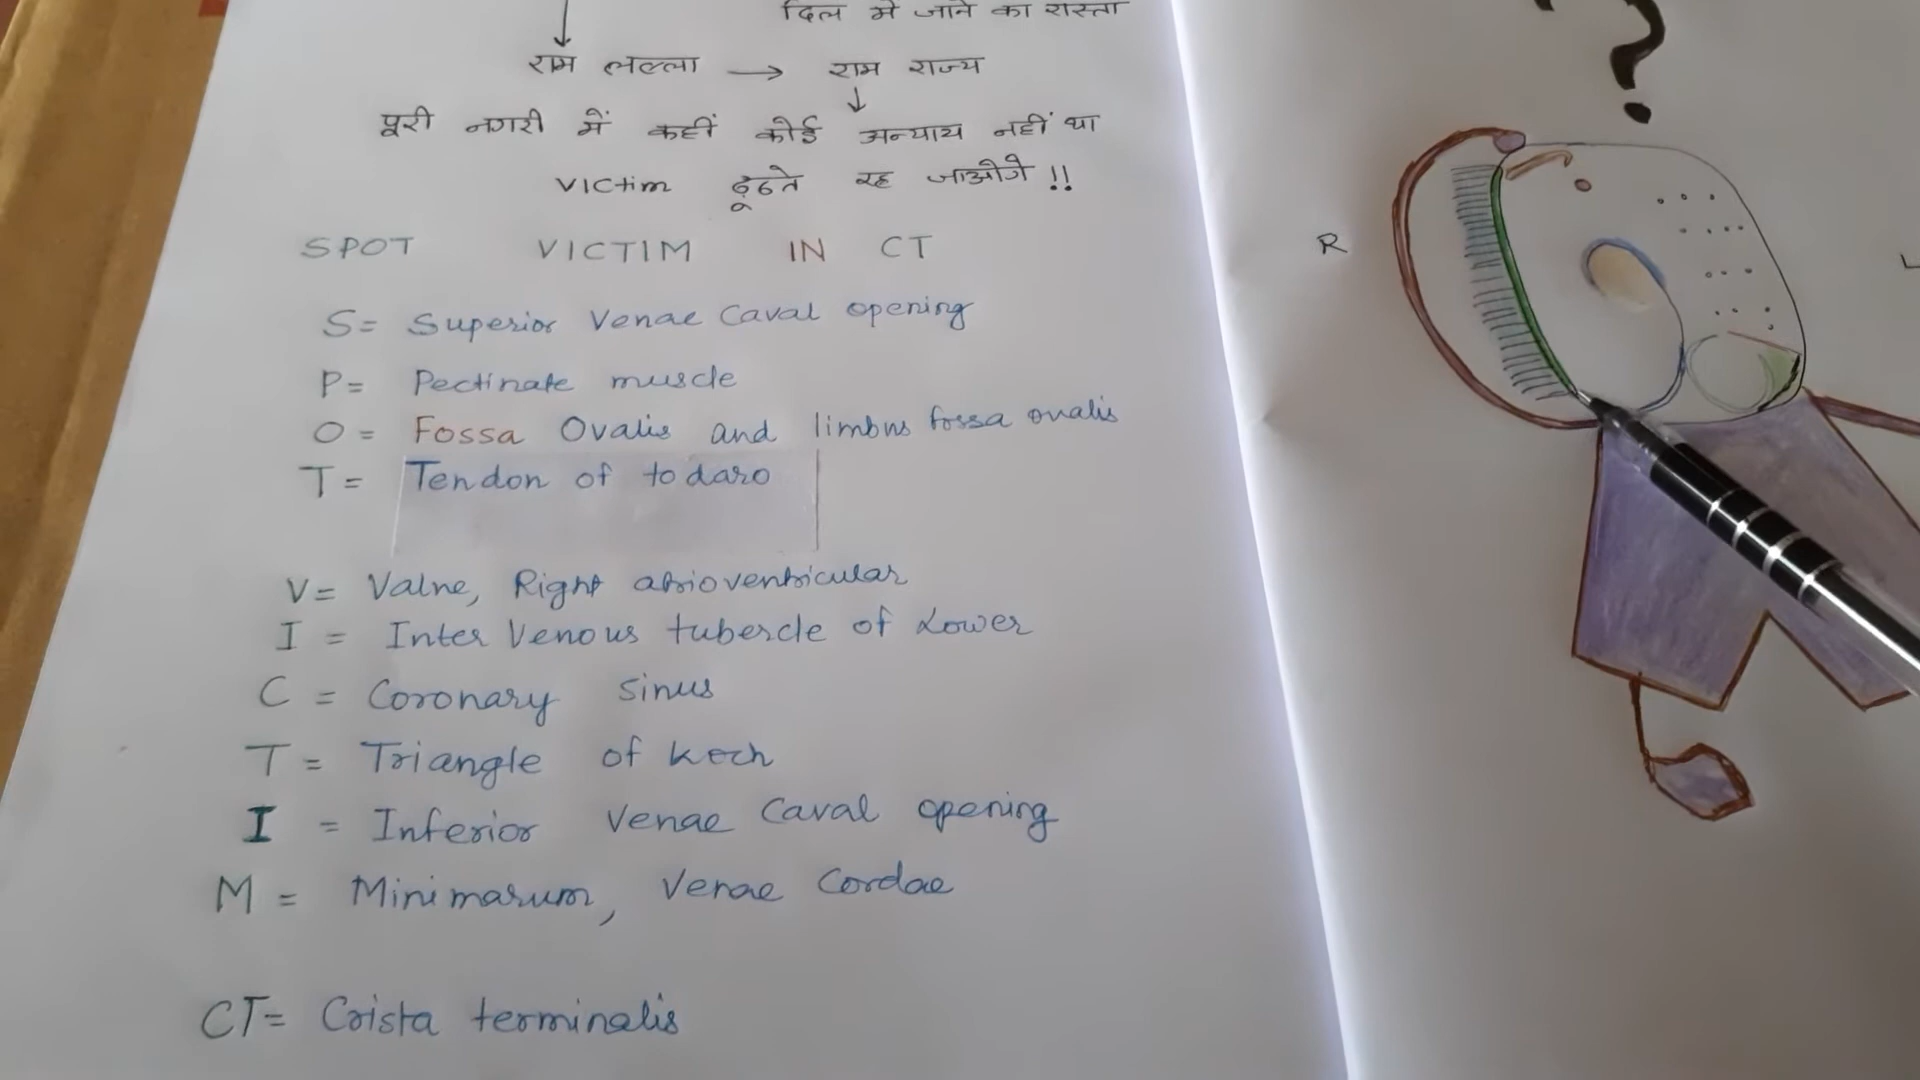 दिल में जाने का रास्ता
राम लल्ला → राम राज्य
पूरी नगरी में कहीं कोई अन्याय नहीं था
VICtim ढूंढते रह जाओगे !!
SPOT VICTIM IN CT
S= Superior Venae Caval opening
P= Pectinate muscle
O= Fossa Ovalis and limbus fossa ovalis
T= Tendon of todaro
V= Valve, Right atrioventricular
I = Inter Venous tubercle of Lower
C = Coronary sinus
T = Triangle of Koch
I = Inferior Venae Caval opening
M = Minimarum, Venae Cordae
CT= Crista terminalis
?
R
L